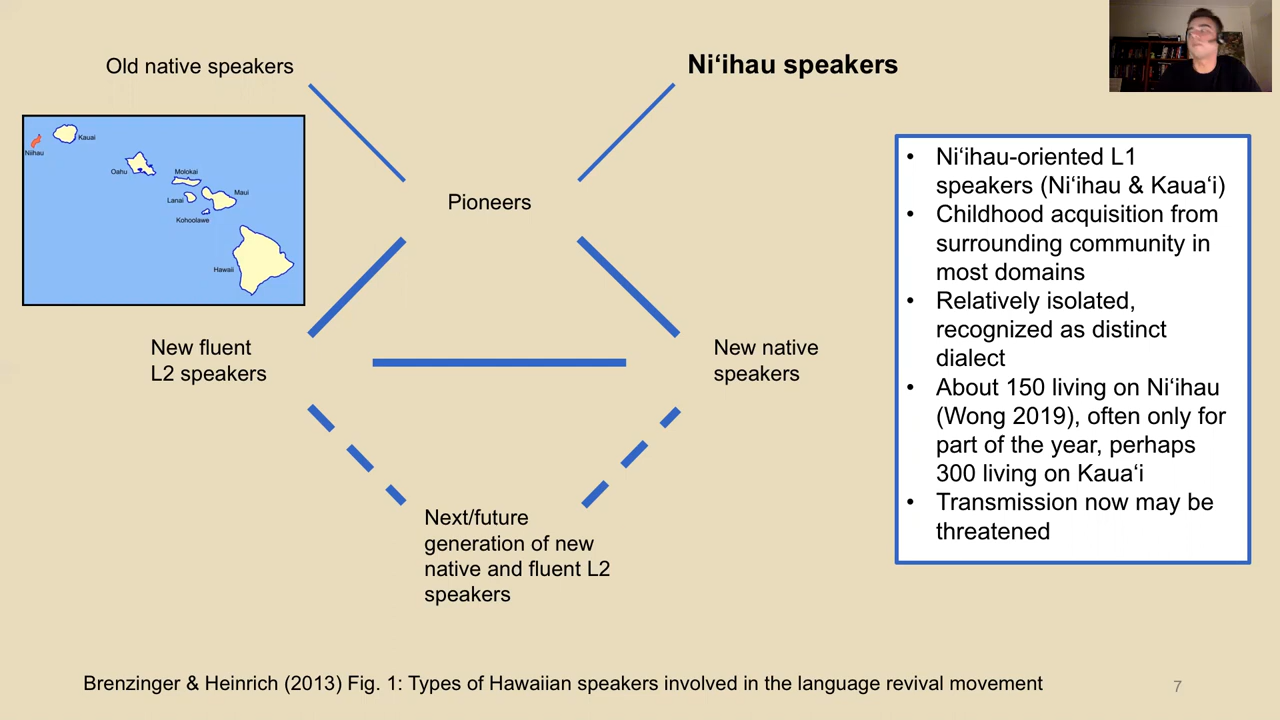 Old native speakers
Niʻihau speakers
Kauai
Niihau
Oahu
Molokai
Lanai
Maui
Kohoolawe
Hawaii
Pioneers
New fluent
L2 speakers
New native
speakers
Next/future
generation of new
native and fluent L2
speakers
• Niʻihau-oriented L1
speakers (Niʻihau & Kauaʻi)
• Childhood acquisition from
surrounding community in
most domains
• Relatively isolated,
recognized as distinct
dialect
• About 150 living on Niʻihau
(Wong 2019), often only for
part of the year, perhaps
300 living on Kauaʻi
• Transmission now may be
threatened
Brenzinger & Heinrich (2013) Fig. 1: Types of Hawaiian speakers involved in the language revival movement
7